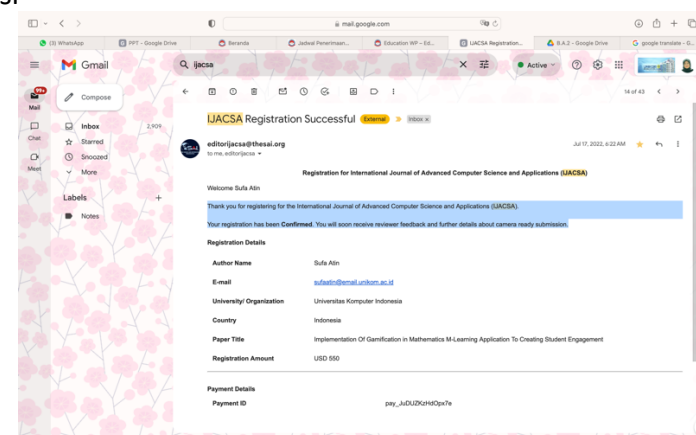 mail.google.com
(3) WhatsApp
PPT - Google Drive
Beranda
Jadwal Penerimaan...
Education WP – Ed...
IJACSA Registration...
B.A.2 - Google Drive
google translate - G...
Gmail
ijacsa
Active
99+
Mail
Chat
Meet
Compose
14 of 43
Inbox 2,909
Starred
Snoozed
More
Labels
Notes
IJACSA Registration Successful External Inbox x
editorijacsa@thesai.org Jul 17, 2022, 6:22 AM
to me, editorijacsa
Registration for International Journal of Advanced Computer Science and Applications (IJACSA)
Welcome Sufa Atin
Thank you for registering for the International Journal of Advanced Computer Science and Applications (IJACSA).
Your registration has been Confirmed. You will soon receive reviewer feedback and further details about camera ready submission.
Registration Details
Author Name Sufa Atin
E-mail sufaatin@email.unikom.ac.id
University/ Organization Universitas Komputer Indonesia
Country Indonesia
Paper Title Implementation Of Gamification in Mathematics M-Learning Application To Creating Student Engagement
Registration Amount USD 550
Payment Details
Payment ID pay_JuDUZKzHdOpx7e